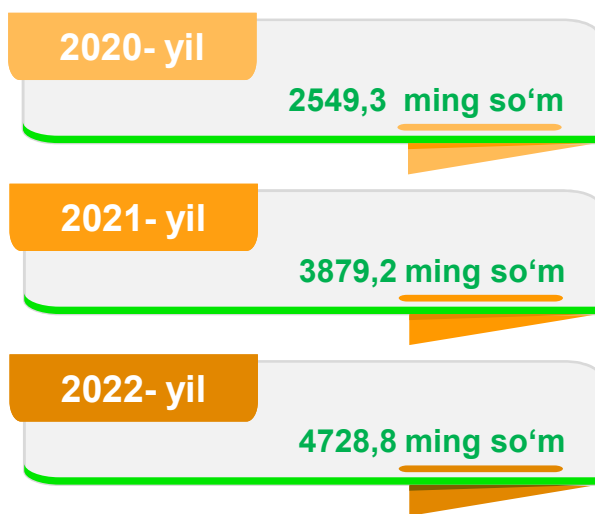 2020- yil
2549,3 ming so‘m
2021- yil
3879,2 ming so‘m
2022- yil
4728,8 ming so‘m